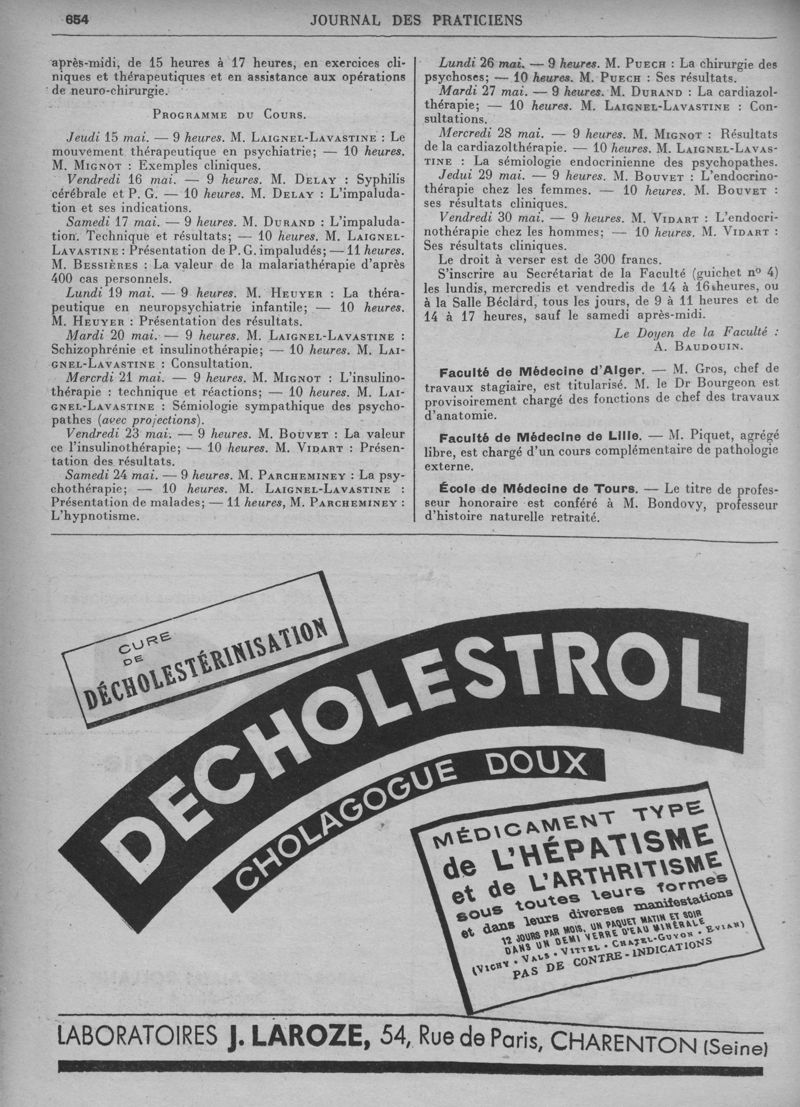 654
JOURNAL DES PRATICIENS
après-midi, de 15 heures à 17 heures, en exercices cli-
niques et thérapeutiques et en assistance aux opérations
de neuro-chirurgie.
PROGRAMME DU COURS.
Jeudi 15 mai. — 9 heures. M. LAIGNEL-LAVASTINE : Le
mouvement thérapeutique en psychiatrie; — 10 heures.
M. MIGNOT : Exemples cliniques.
Vendredi 16 mai. — 9 heures. M. DELAY : Syphilis
cérébrale et P. G. — 10 heures. M. DELAY : L'impaluda-
tion et ses indications.
Samedi 17 mai. — 9 heures. M. DURAND : L'impaluda-
tion. Technique et résultats; — 10 heures. M. LAIGNEL-
LAVASTINE : Présentation de P. G. impaludés; — 11 heures.
M. BESSIÈRES : La valeur de la malariathérapie d'après
400 cas personnels.
Lundi 19 mai. — 9 heures. M. HEUYER : La théra-
peutique en neuropsychiatrie infantile; — 10 heures.
M. HEUYER : Présentation des résultats.
Mardi 20 mai. — 9 heures. M. LAIGNEL-LAVASTINE :
Schizophrénie et insulinothérapie; — 10 heures. M. LAI-
GNEL-LAVASTINE : Consultation.
Mercrdi 21 mai. — 9 heures. M. MIGNOT : L'insulino-
thérapie : technique et réactions; — 10 heures. M. LAI-
GNEL-LAVASTINE : Sémiologie sympathique des psycho-
pathes (avec projections).
Vendredi 23 mai. — 9 heures. M. BOUVET : La valeur
ce l'insulinothérapie; — 10 heures. M. VIDART : Présen-
tation des résultats.
Samedi 24 mai. — 9 heures. M. PARCHEMINEY : La psy-
chothérapie; — 10 heures. M. LAIGNEL-LAVASTINE :
Présentation de malades; — 11 heures, M. PARCHEMINEY :
L'hypnotisme.
Lundi 26 mai. — 9 heures. M. PUECH : La chirurgie des
psychoses; — 10 heures. M. PUECH : Ses résultats.
Mardi 27 mai. — 9 heures. M. DURAND : La cardiazol-
thérapie; — 10 heures. M. LAIGNEL-LAVASTINE : Con-
sultations.
Mercredi 28 mai. — 9 heures. M. MIGNOT : Résultats
de la cardiazolthérapie. — 10 heures. M. LAIGNEL-LAVAS-
TINE : La sémiologie endocrinienne des psychopathes.
Jedui 29 mai. — 9 heures. M. BOUVET : L'endocrino-
thérapie chez les femmes. — 10 heures. M. BOUVET :
ses résultats cliniques.
Vendredi 30 mai. — 9 heures. M. VIDART : L'endocri-
nothérapie chez les hommes; — 10 heures. M. VIDART :
Ses résultats cliniques.
Le droit à verser est de 300 francs.
S'inscrire au Secrétariat de la Faculté (guichet n° 4)
les lundis, mercredis et vendredis de 14 à 16 heures, ou
à la Salle Béclard, tous les jours, de 9 à 11 heures et de
14 à 17 heures, sauf le samedi après-midi.
Le Doyen de la Faculté :
A. BAUDOUIN.
Faculté de Médecine d'Alger. — M. Gros, chef de
travaux stagiaire, est titularisé. M. le Dr Bourgeon est
provisoirement chargé des fonctions de chef des travaux
d'anatomie.
Faculté de Médecine de Lille. — M. Piquet, agrégé
libre, est chargé d'un cours complémentaire de pathologie
externe.
École de Médecine de Tours. — Le titre de profes-
seur honoraire est conféré à M. Bondovy, professeur
d'histoire naturelle retraité.
CURE
DE
DÉCHOLESTÉRINISATION
DECHOLESTROL
CHOLAGOGUE DOUX
MÉDICAMENT TYPE
de L'HÉPATISME
et de L'ARTHRITISME
sous toutes leurs formes
et dans leurs diverses manifestations
12 JOURS PAR MOIS, UN PAQUET MATIN ET SOIR
DANS UN DEMI VERRE D'EAU MINÉRALE
(VICHY • VALS • VITTEL • CHATEL-GUYON • EVIAN)
PAS DE CONTRE-INDICATIONS
LABORATOIRES J. LAROZE, 54, Rue de Paris, CHARENTON (Seine)